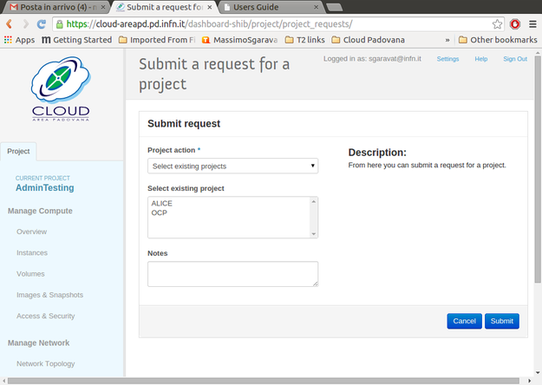 Posta in arrivo (4) - n
Submit a request for
Users Guide
https://cloud-areapd.pd.infn.it/dashboard-shib/project/project_requests/
Apps
Getting Started
Imported From Fi
MassimoSgarava
T2 links
Cloud Padovana
»
Other bookmarks
CLOUD
AREA PADOVANA
Submit a request for a
project
Logged in as: sgaravat@infn.it
Settings
Help
Sign Out
Project
CURRENT PROJECT
AdminTesting
Manage Compute
Overview
Instances
Volumes
Images & Snapshots
Access & Security
Manage Network
Network Topology
Submit request
Project action *
Select existing projects
Select existing project
ALICE
OCP
Notes
Description:
From here you can submit a request for a project.
Cancel
Submit